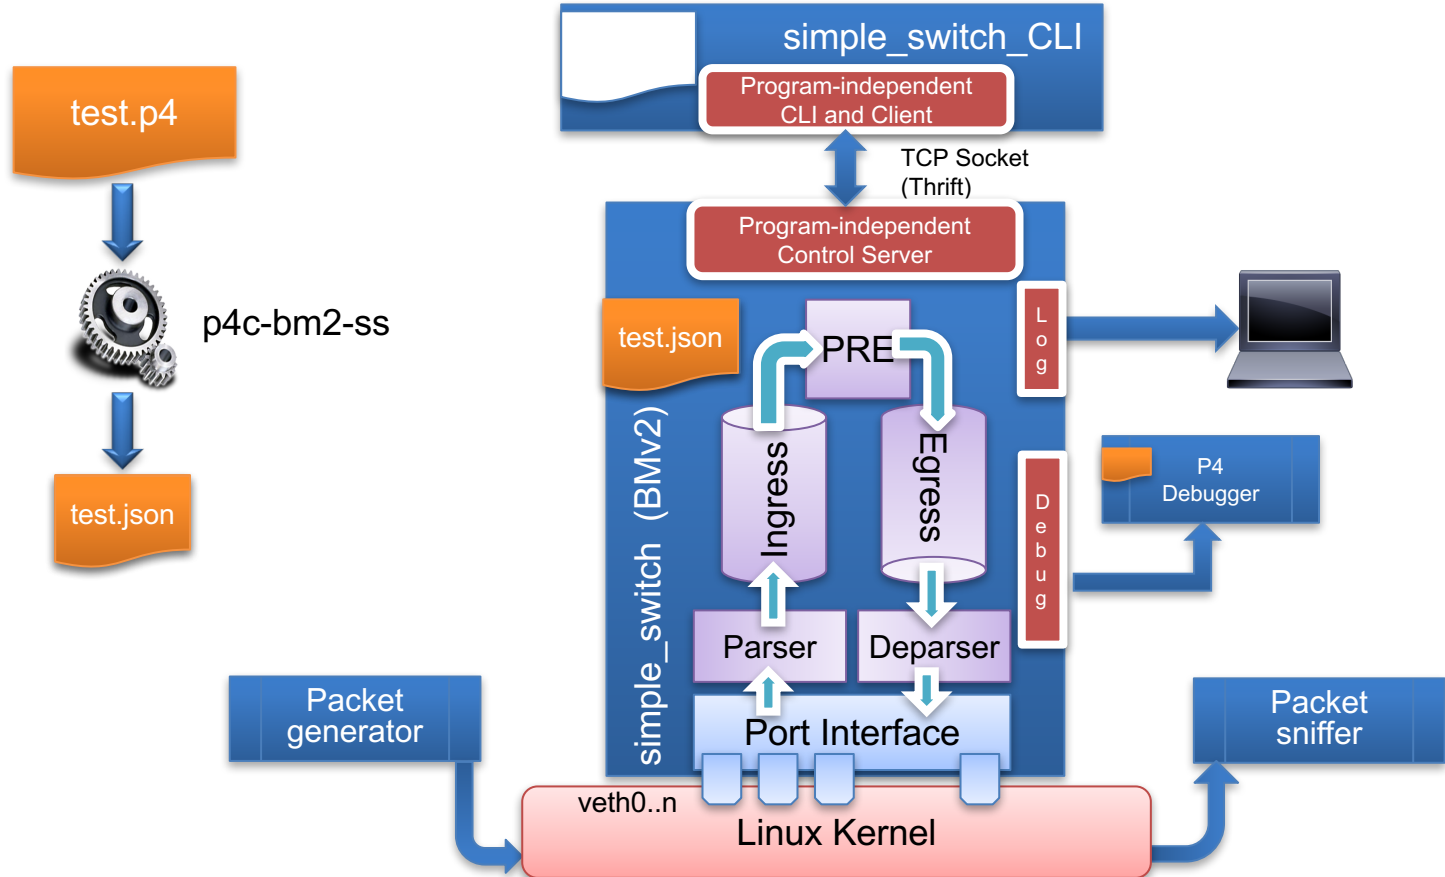 simple_switch_CLI
Program-independent
CLI and Client
test.p4
TCP Socket
(Thrift)
Program-independent
Control Server
p4c-bm2-ss
test.json
PRE
Log
Ingress
Egress
simple_switch (BMv2)
P4
Debugger
test.json
Debug
Parser
Deparser
Packet
generator
Port Interface
Packet
sniffer
veth0..n
Linux Kernel